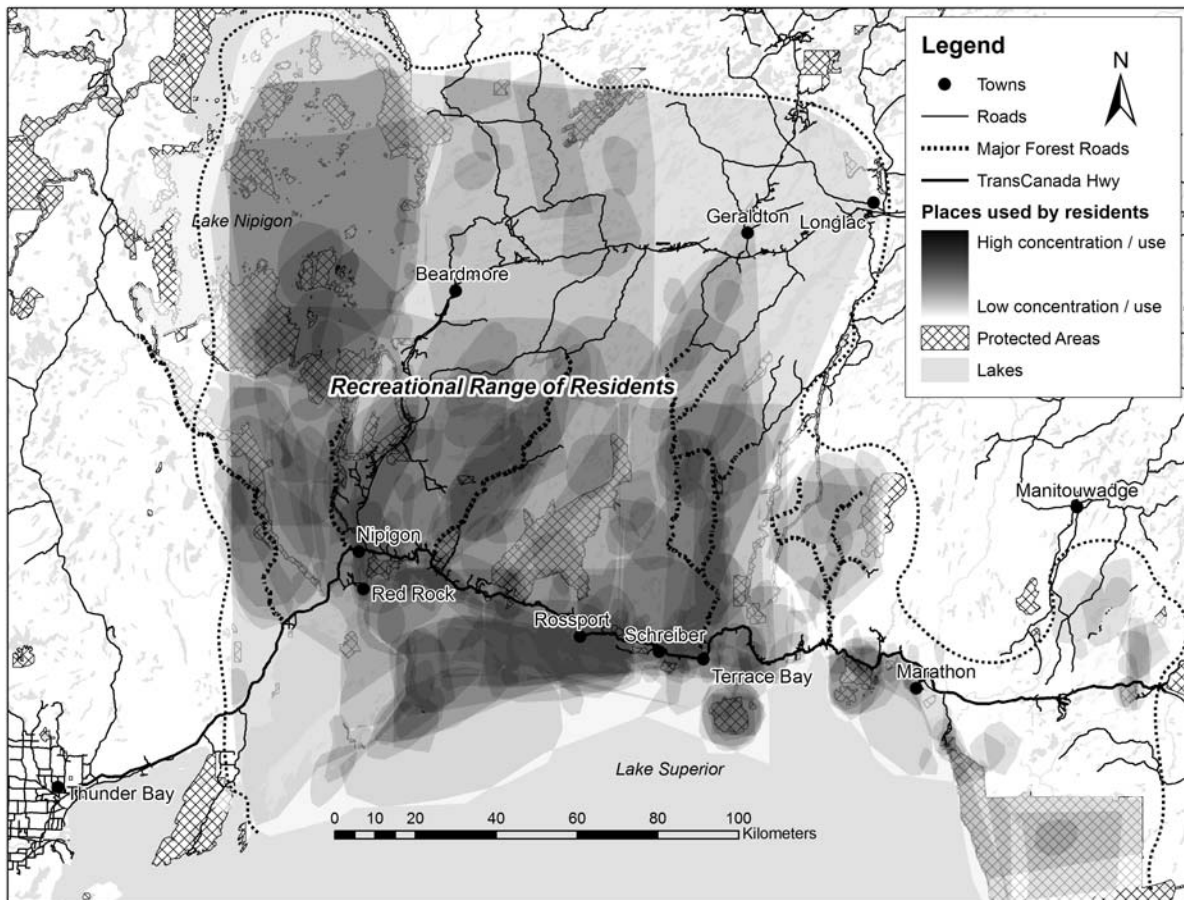 Legend
N
Towns
Roads
Major Forest Roads
TransCanada Hwy
Places used by residents
High concentration / use
Low concentration / use
Protected Areas
Lakes
Lake Nipigon
Geraldton
Longlac
Beardmore
Recreational Range of Residents
Manitouwadge
Nipigon
Red Rock
Rossport
Schreiber
Terrace Bay
Marathon
Lake Superior
Thunder Bay
0 5 10 20 40 60 80 100
Kilometers